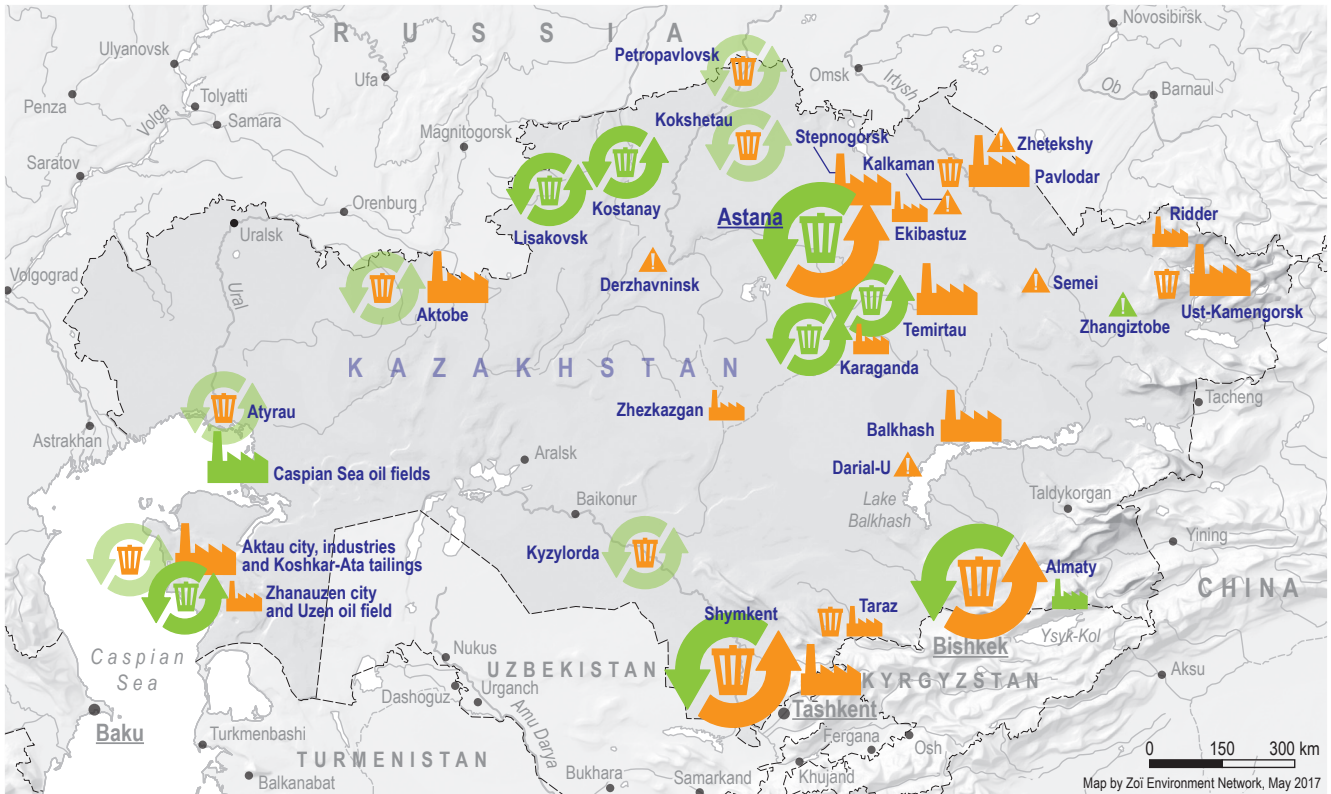 R U S S I A
Novosibirsk
Ulyanovsk
Ufa
Petropavlovsk
Omsk
Irtysh
Ob
Barnaul
Penza
Tolyatti
Volga
Samara
Magnitogorsk
Kokshetau
Stepnogorsk
Kalkaman
Zhetekshy
Pavlodar
Saratov
Orenburg
Kostanay
Lisakovsk
Astana
Ekibastuz
Ridder
Uralsk
Volgograd
Ural
Derzhavninsk
Semei
Aktobe
Temirtau
Zhangiztobe
Ust-Kamengorsk
K A Z A K H S T A N
Karaganda
Atyrau
Zhezkazgan
Tacheng
Astrakhan
Balkhash
Aralsk
Caspian Sea oil fields
Darial-U
Lake
Balkhash
Baikonur
Taldykorgan
Yining
Aktau city, industries
and Koshkar-Ata tailings
Kyzylorda
Almaty
CHINA
Zhanauzen city
and Uzen oil field
Shymkent
Taraz
Bishkek
Ysyk-Kol
Caspian
Sea
Nukus
UZBEKISTAN
Aksu
Dashoguz
Urganch
KYRGYZSTAN
Baku
Amu Darya
Tashkent
Turkmenbashi
Fergana
Osh
TURMENISTAN
0 150 300 km
Balkanabat
Bukhara
Samarkand
Khujand
Map by Zoï Environment Network, May 2017